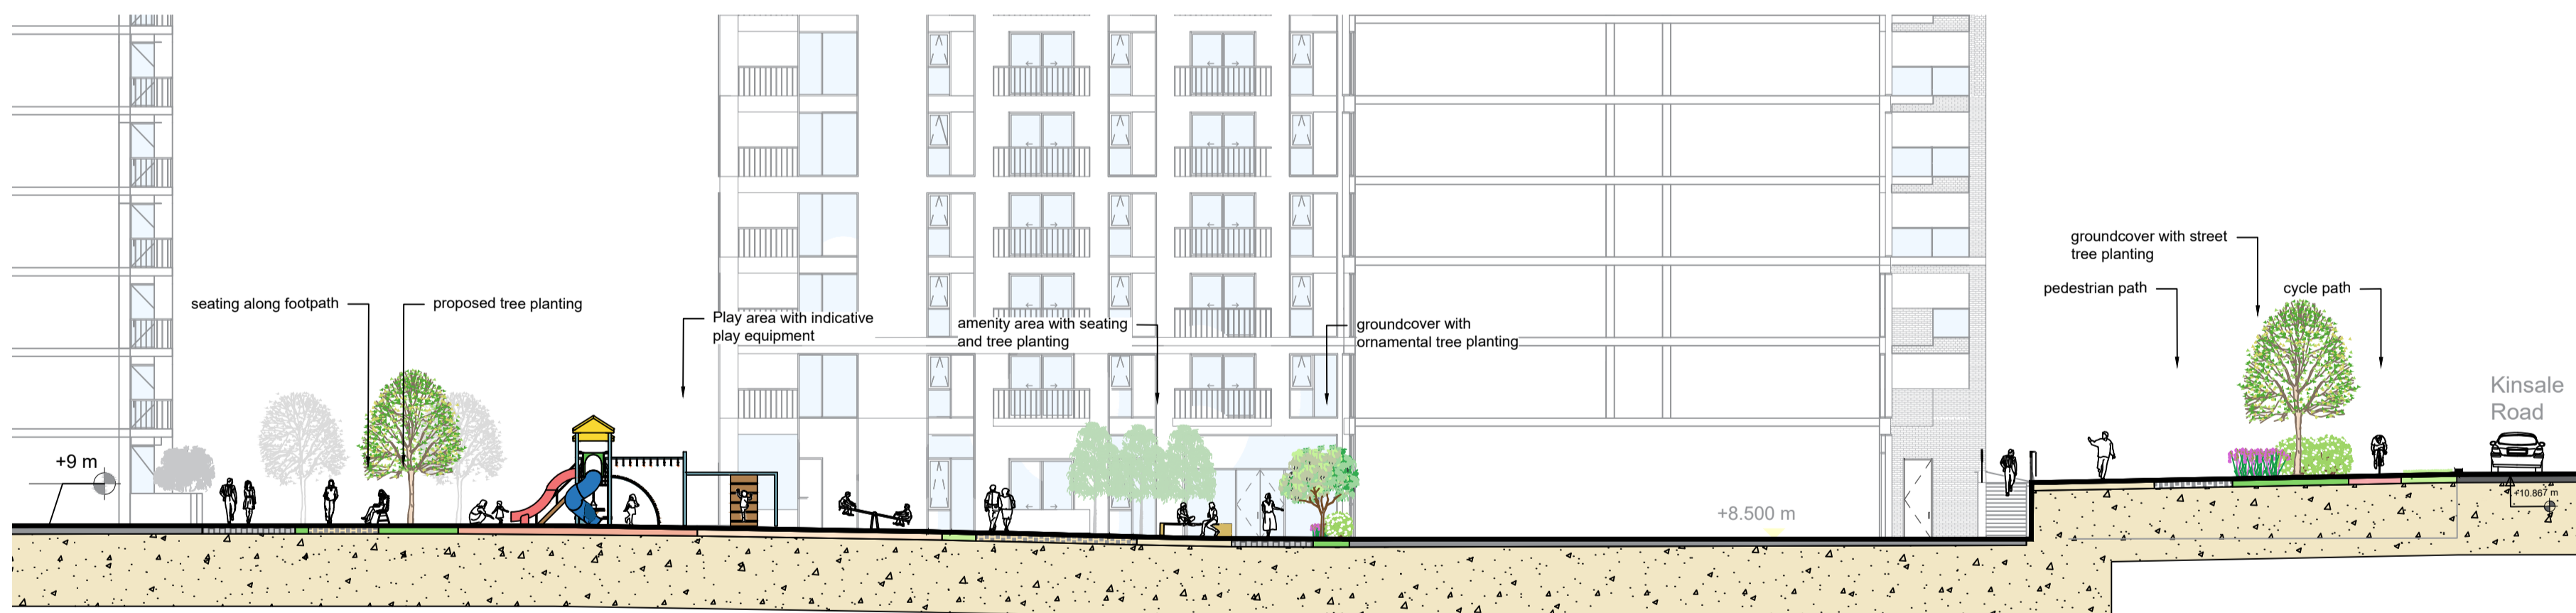 groundcover with street
tree planting
pedestrian path
cycle path
seating along footpath
proposed tree planting
Play area with indicative
play equipment
amenity area with seating
and tree planting
groundcover with
ornamental tree planting
Kinsale
Road
+9 m
+10.867 m
+8.500 m